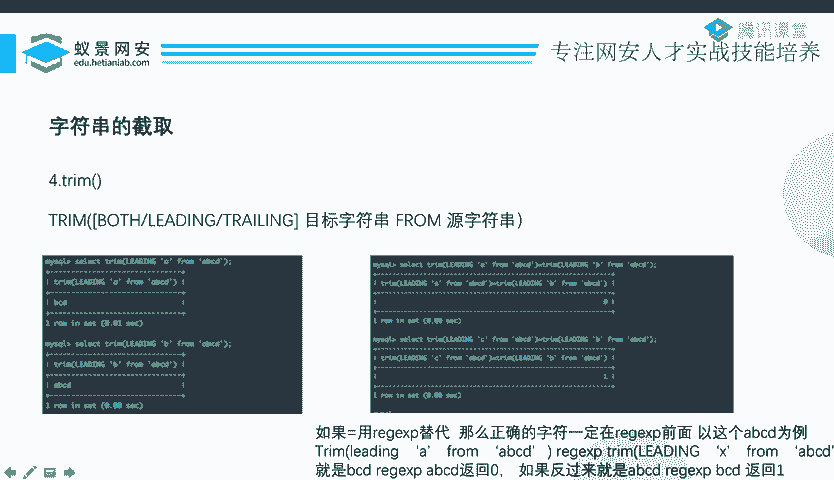 蚁景网安
edu.hetianlab.com
腾讯课堂
专注网安人才实战技能培养
字符串的截取
4.trim()
TRIM([BOTH/LEADING/TRAILING] 目标字符串 FROM 源字符串)
mysql> select trim(LEADING 'a' from 'abcd');
| trim(LEADING 'a' from 'abcd') |
| bcd |
1 row in set (0.01 sec)
mysql> select trim(LEADING 'b' from 'abcd');
| trim(LEADING 'b' from 'abcd') |
| abcd |
1 row in set (0.00 sec)
mysql> select trim(LEADING 'a' from 'abcd')=trim(LEADING 'b' from 'abcd');
| trim(LEADING 'a' from 'abcd')=trim(LEADING 'b' from 'abcd') |
| 0 |
1 row in set (0.00 sec)
mysql> select trim(LEADING 'c' from 'abcd')=trim(LEADING 'b' from 'abcd');
| trim(LEADING 'c' from 'abcd')=trim(LEADING 'b' from 'abcd') |
| 1 |
1 row in set (0.00 sec)
如果=用regexp替代 那么正确的字符一定在regexp前面 以这个abcd为例
Trim(leading 'a' from 'abcd' ) regexp trim(LEADING 'x' from 'abcd'
就是bcd regexp abcd返回0, 如果反过来就是abcd regexp bcd 返回1